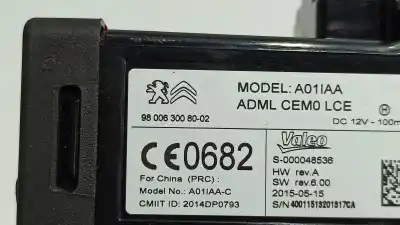 MODEL: A01IAA
ADML CEM0 LCE
98 006 300 80-02
DC 12V - 100m
CE0682
Valeo
S-000048536
HW rev.A
SW rev.6.00
2015-05-15
S/N 40011513201317CA
For China (PRC) :
Model No.: A01IAA-C
CMIIT ID: 2014DP0793